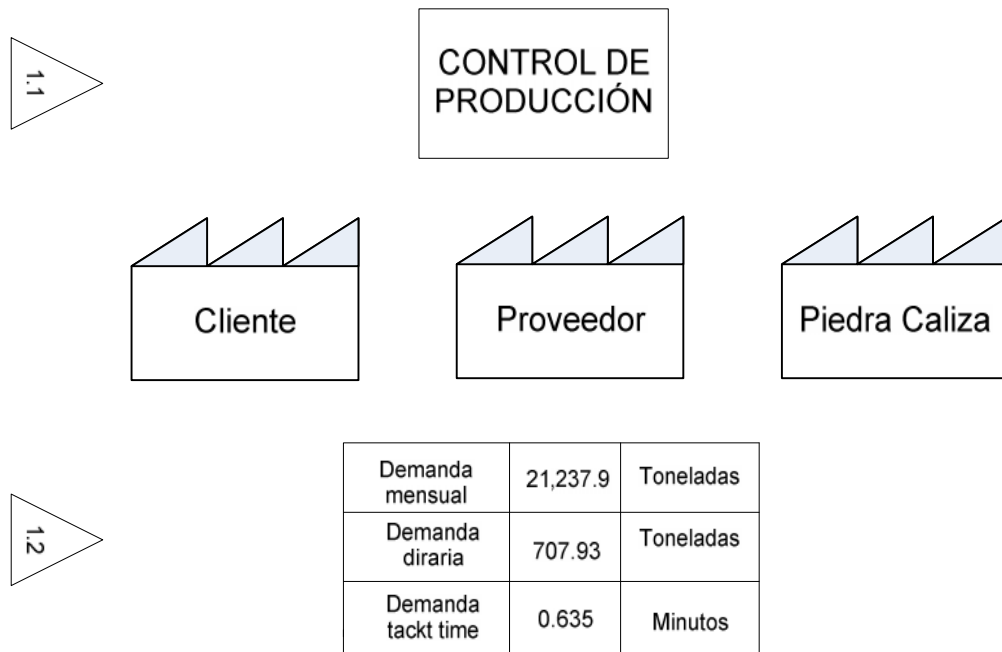 1.1
CONTROL DE
PRODUCCIÓN
Cliente
Proveedor
Piedra Caliza
1.2
Demanda
mensual
21,237.9
Toneladas
Demanda
diraria
707.93
Toneladas
Demanda
tackt time
0.635
Minutos